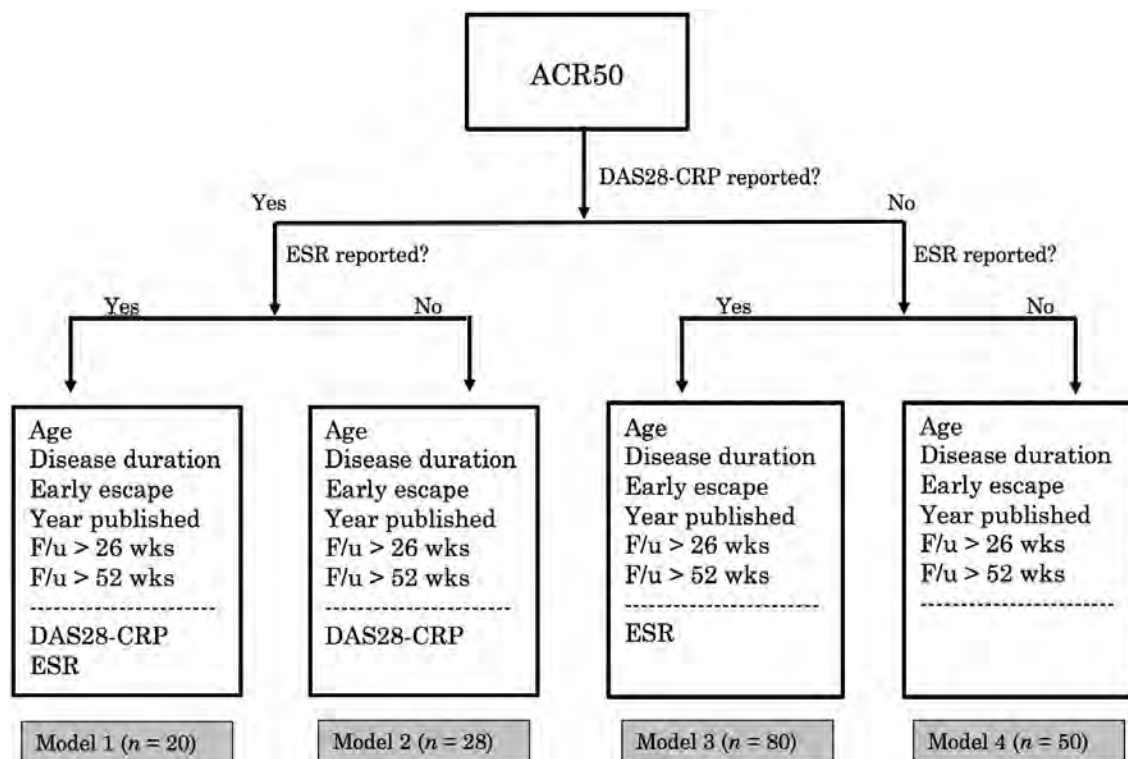 ACR50
DAS28-CRP reported?
Yes
No
ESR reported?
ESR reported?
Yes
No
Yes
No
Age
Disease duration
Early escape
Year published
F/u > 26 wks
F/u > 52 wks
DAS28-CRP
ESR
Age
Disease duration
Early escape
Year published
F/u > 26 wks
F/u > 52 wks
DAS28-CRP
Age
Disease duration
Early escape
Year published
F/u > 26 wks
F/u > 52 wks
ESR
Age
Disease duration
Early escape
Year published
F/u > 26 wks
F/u > 52 wks
Model 1 (n = 20)
Model 2 (n = 28)
Model 3 (n = 80)
Model 4 (n = 50)